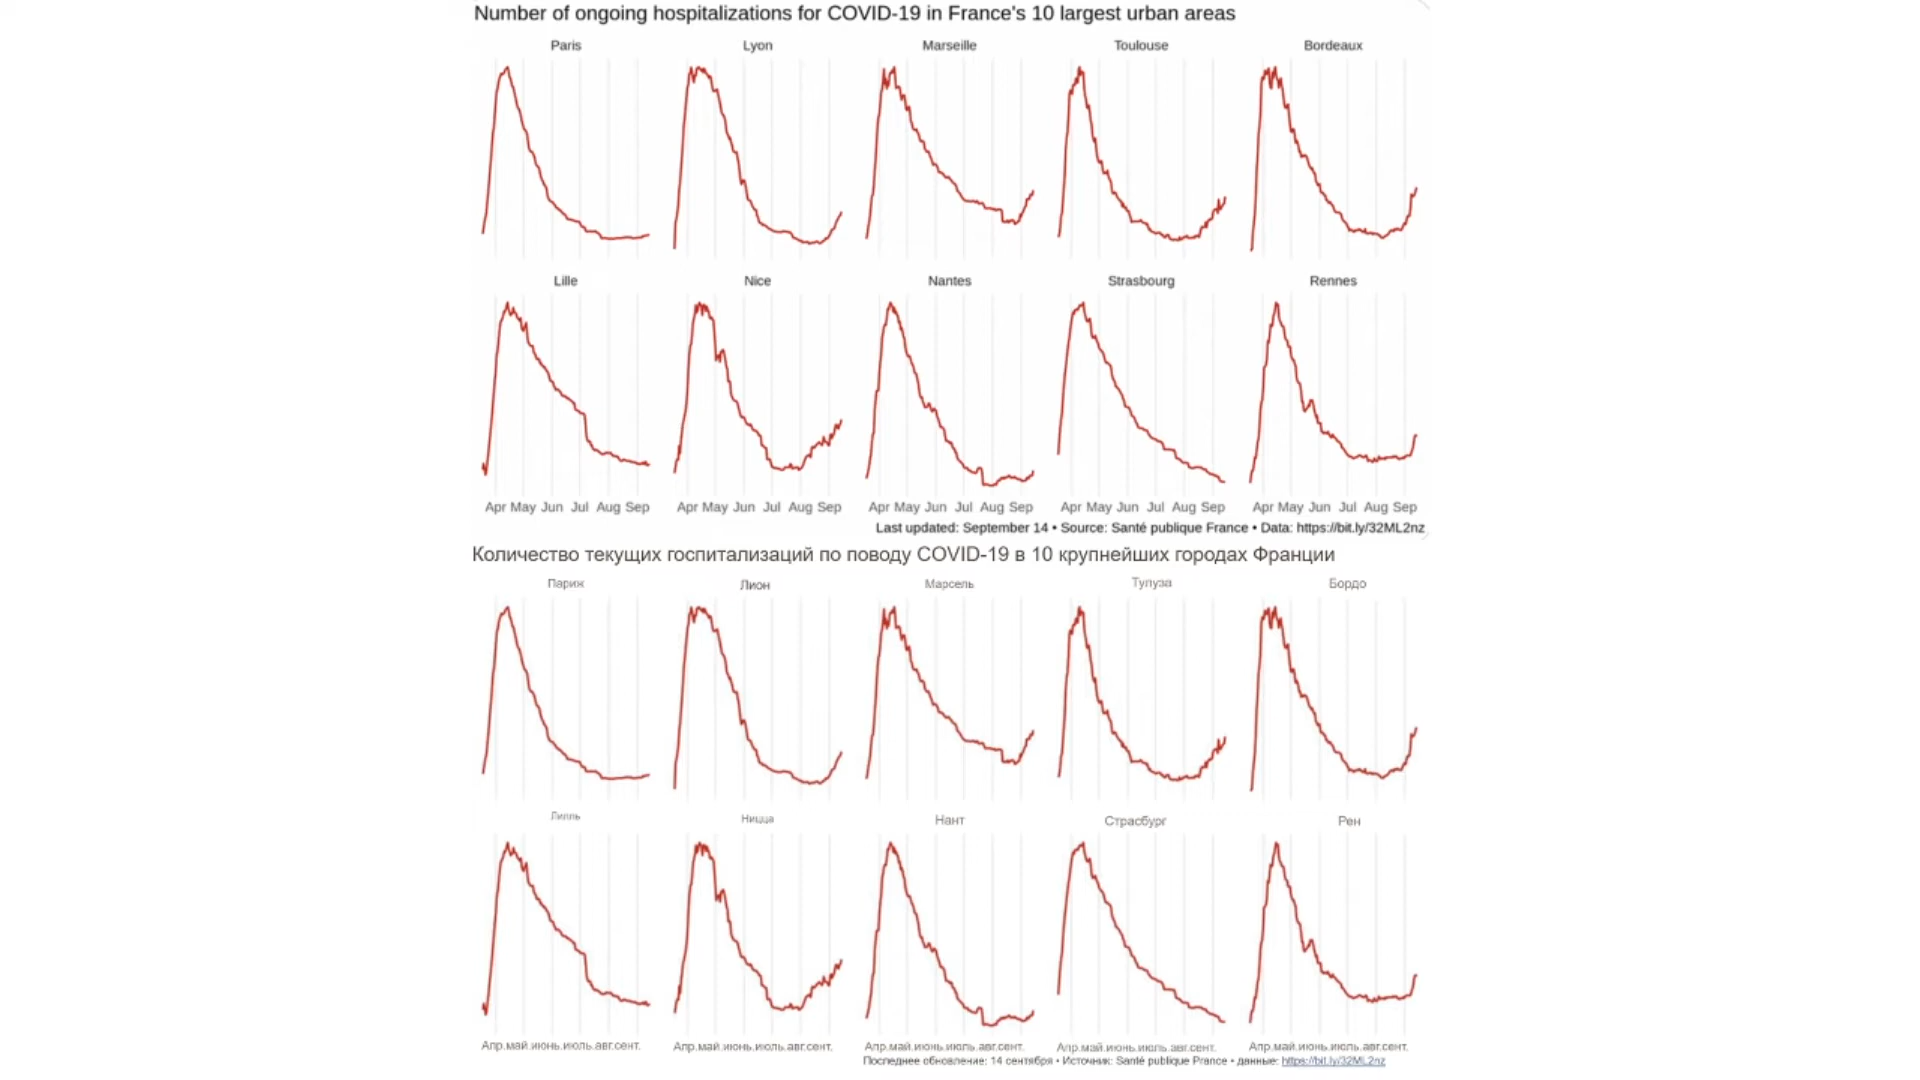 Number of ongoing hospitalizations for COVID-19 in France's 10 largest urban areas
Paris Lyon Marseille Toulouse Bordeaux
Lille Nice Nantes Strasbourg Rennes
Apr May Jun Jul Aug Sep Apr May Jun Jul Aug Sep Apr May Jun Jul Aug Sep Apr May Jun Jul Aug Sep Apr May Jun Jul Aug Sep
Last updated: September 14 • Source: Santé publique France • Data: https://bit.ly/32ML2nz
Количество текущих госпитализаций по поводу COVID-19 в 10 крупнейших городах Франции
Париж Лион Марсель Тулуза Бордо
Лилль Ницца Нант Страсбург Рен
Апр.май.июнь.июль.авг.сент. Апр.май.июнь.июль.авг.сент. Апр.май.июнь.июль.авг.сент. Апр.май.июнь.июль.авг.сент. Апр.май.июнь.июль.авг.сент.
Последнее обновление: 14 сентября • Источник: Santé publique France • данные: https://bit.ly/32ML2nz